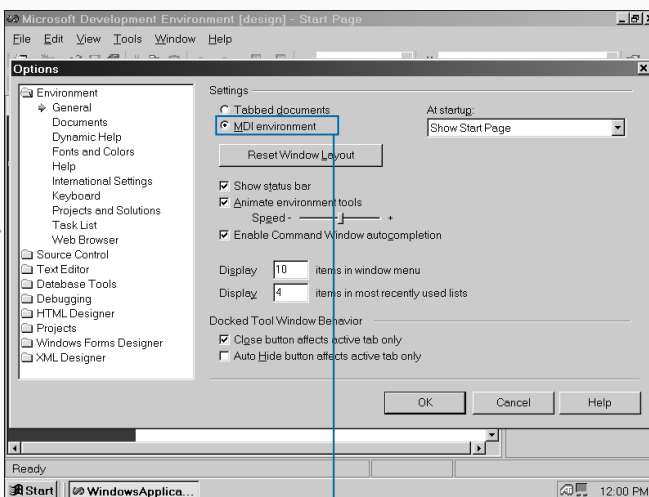 Microsoft Development Environment [design] - Start Page
File Edit View Tools Window Help
Options
Environment
General
Documents
Dynamic Help
Fonts and Colors
Help
International Settings
Keyboard
Projects and Solutions
Task List
Web Browser
Source Control
Text Editor
Database Tools
Debugging
HTML Designer
Projects
Windows Forms Designer
XML Designer
Settings
Tabbed documents
MDI environment
At startup:
Show Start Page
Reset Window Layout
Show status bar
Animate environment tools
Speed - +
Enable Command Window autocompletion
Display 10 items in window menu
Display 4 items in most recently used lists
Docked Tool Window Behavior
Close button affects active tab only
Auto Hide button affects active tab only
OK Cancel Help
Ready
Start WindowsApplica... 12:00 PM